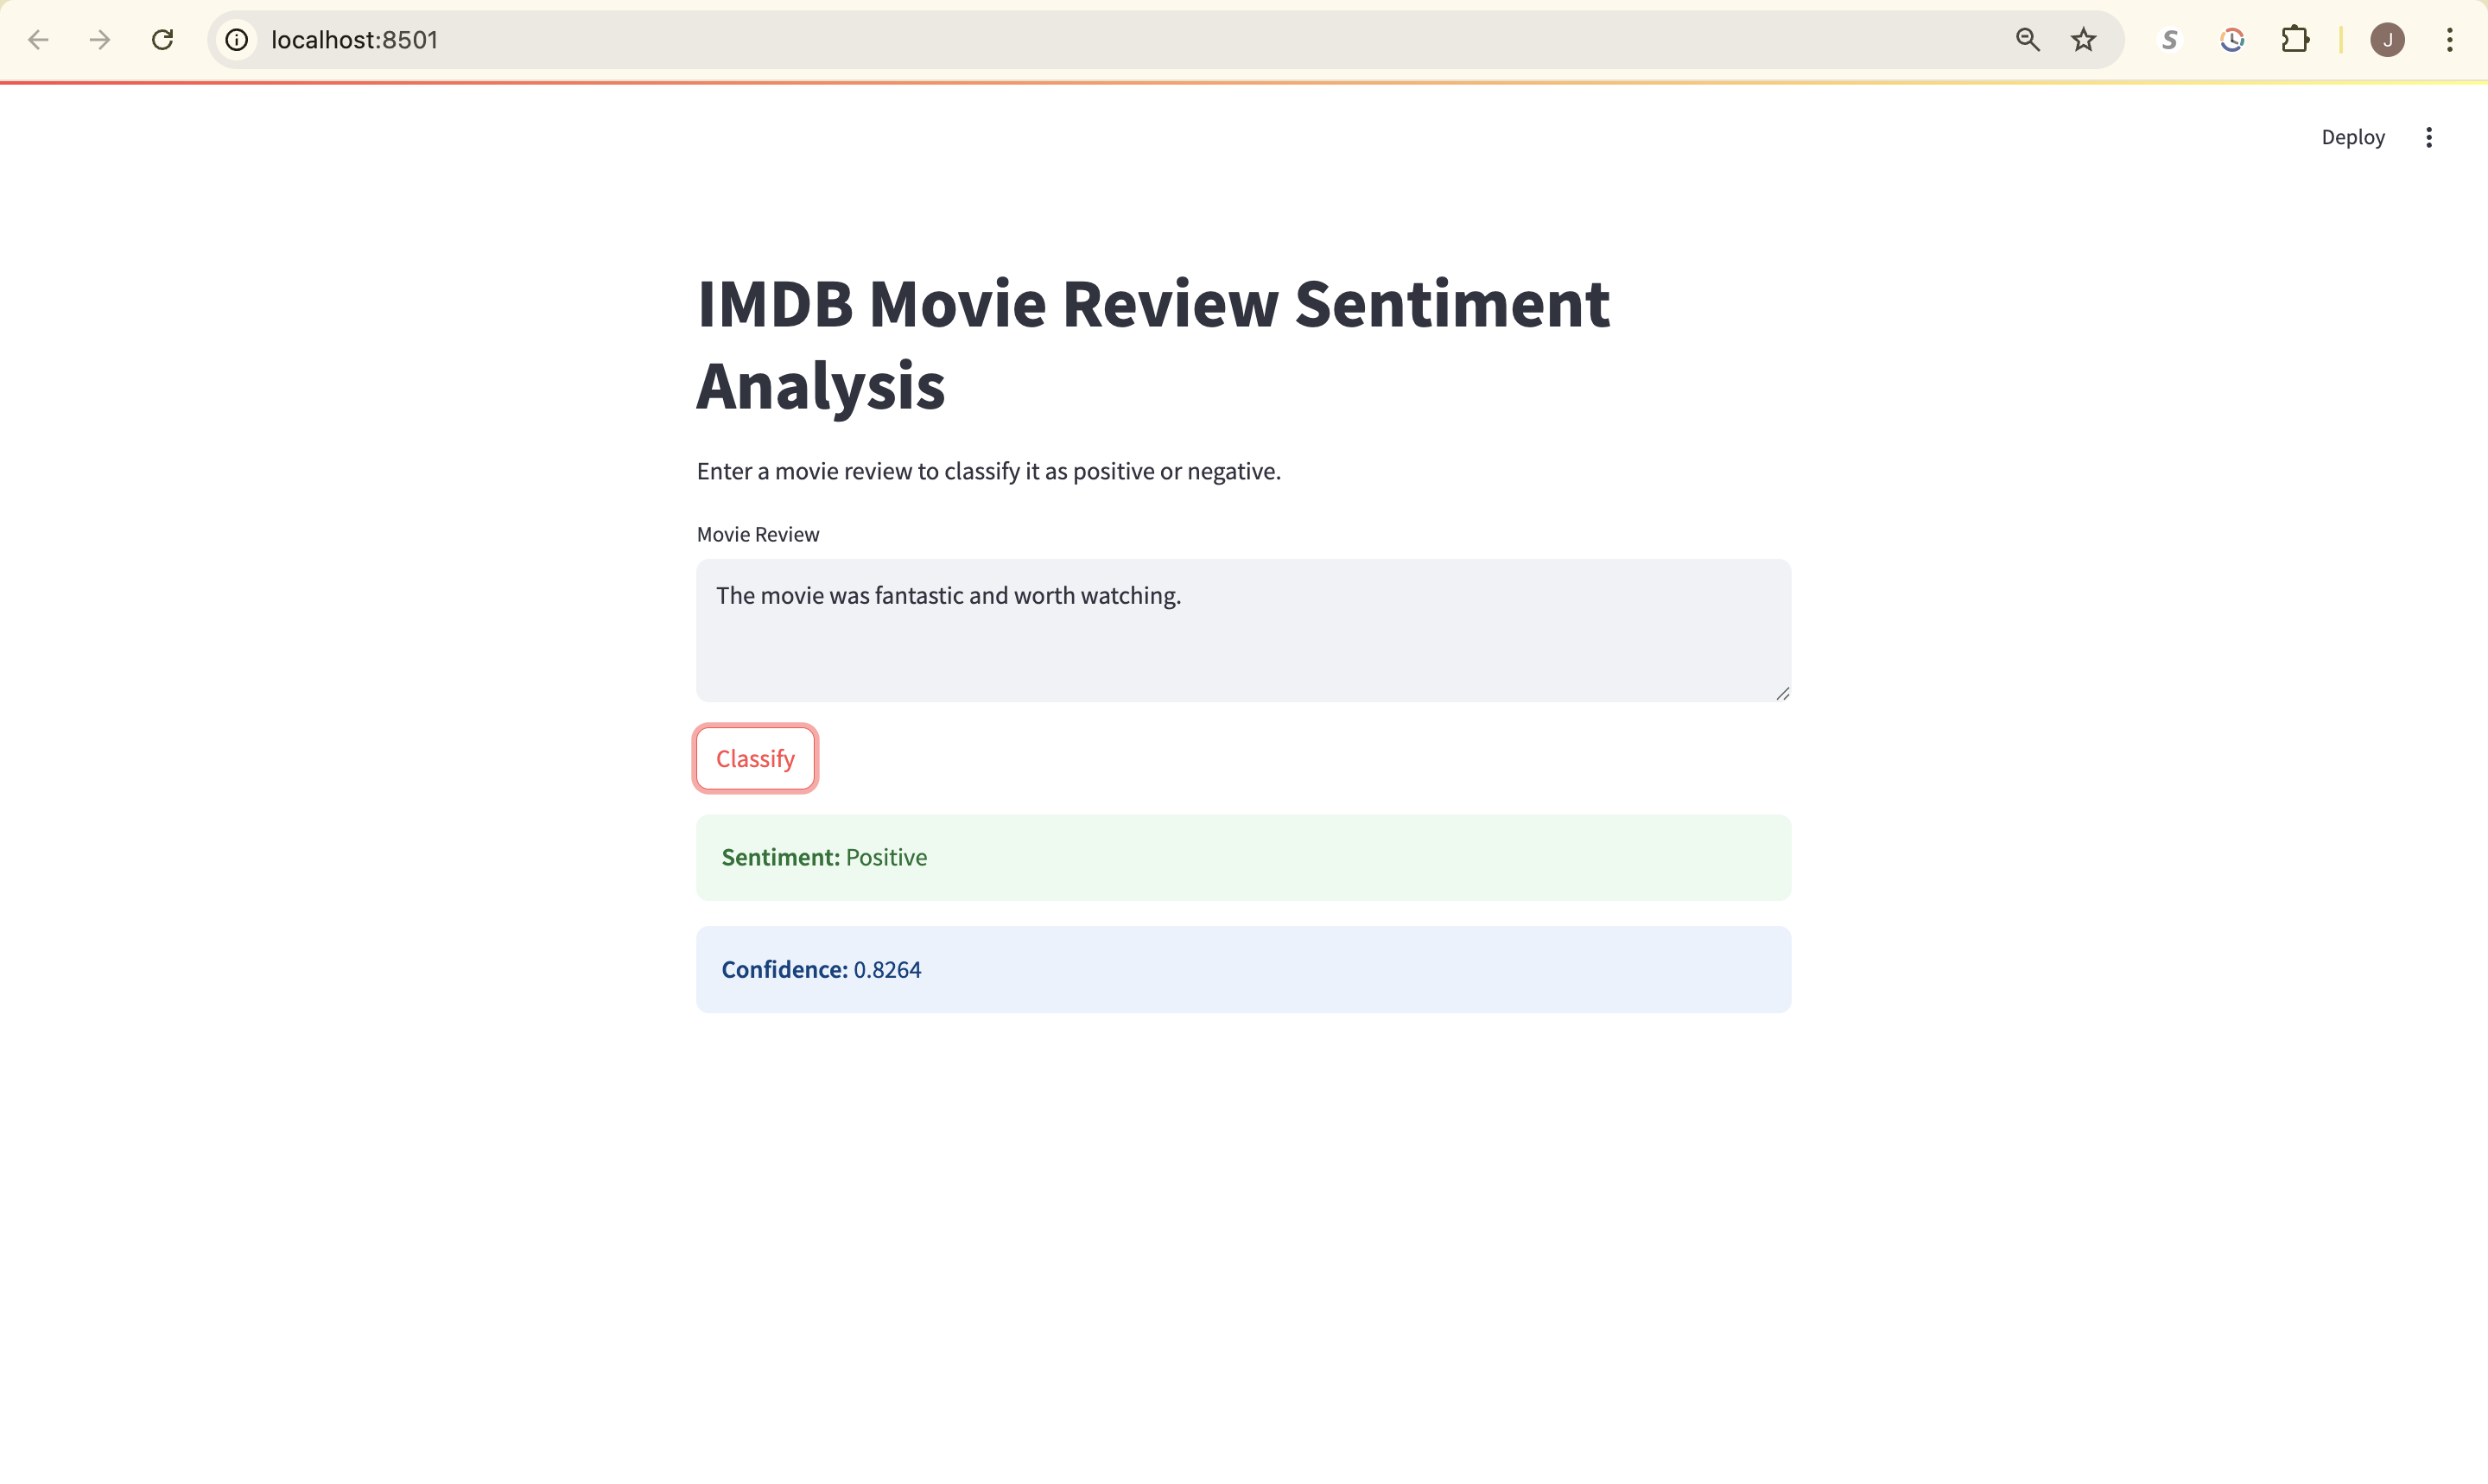 localhost:8501
S
J
Deploy
IMDB Movie Review Sentiment
Analysis
Enter a movie review to classify it as positive or negative.
Movie Review
The movie was fantastic and worth watching.
Classify
Sentiment: Positive
Confidence: 0.8264